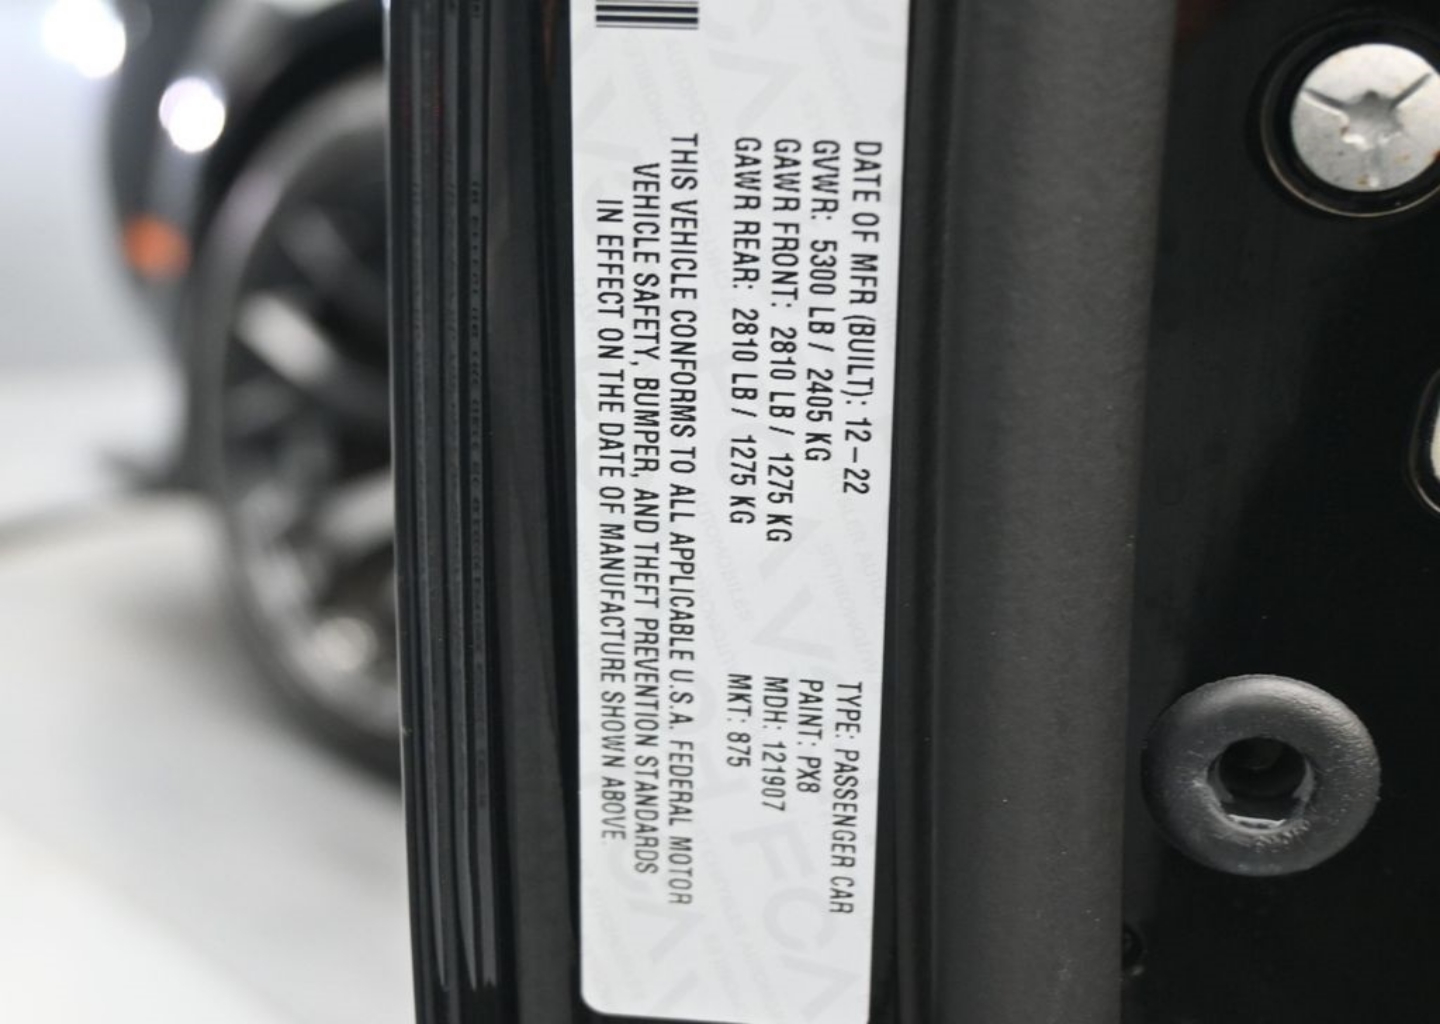 DATE OF MFR (BUILT): 12-22
GVWR: 5300 LB / 2405 KG
GAWR FRONT: 2810 LB / 1275 KG
GAWR REAR: 2810 LB / 1275 KG
TYPE: PASSENGER CAR
PAINT: PX8
MDH: 121907
MKT: 875
THIS VEHICLE CONFORMS TO ALL APPLICABLE U.S.A. FEDERAL MOTOR
VEHICLE SAFETY, BUMPER, AND THEFT PREVENTION STANDARDS
IN EFFECT ON THE DATE OF MANUFACTURE SHOWN ABOVE.
FCA